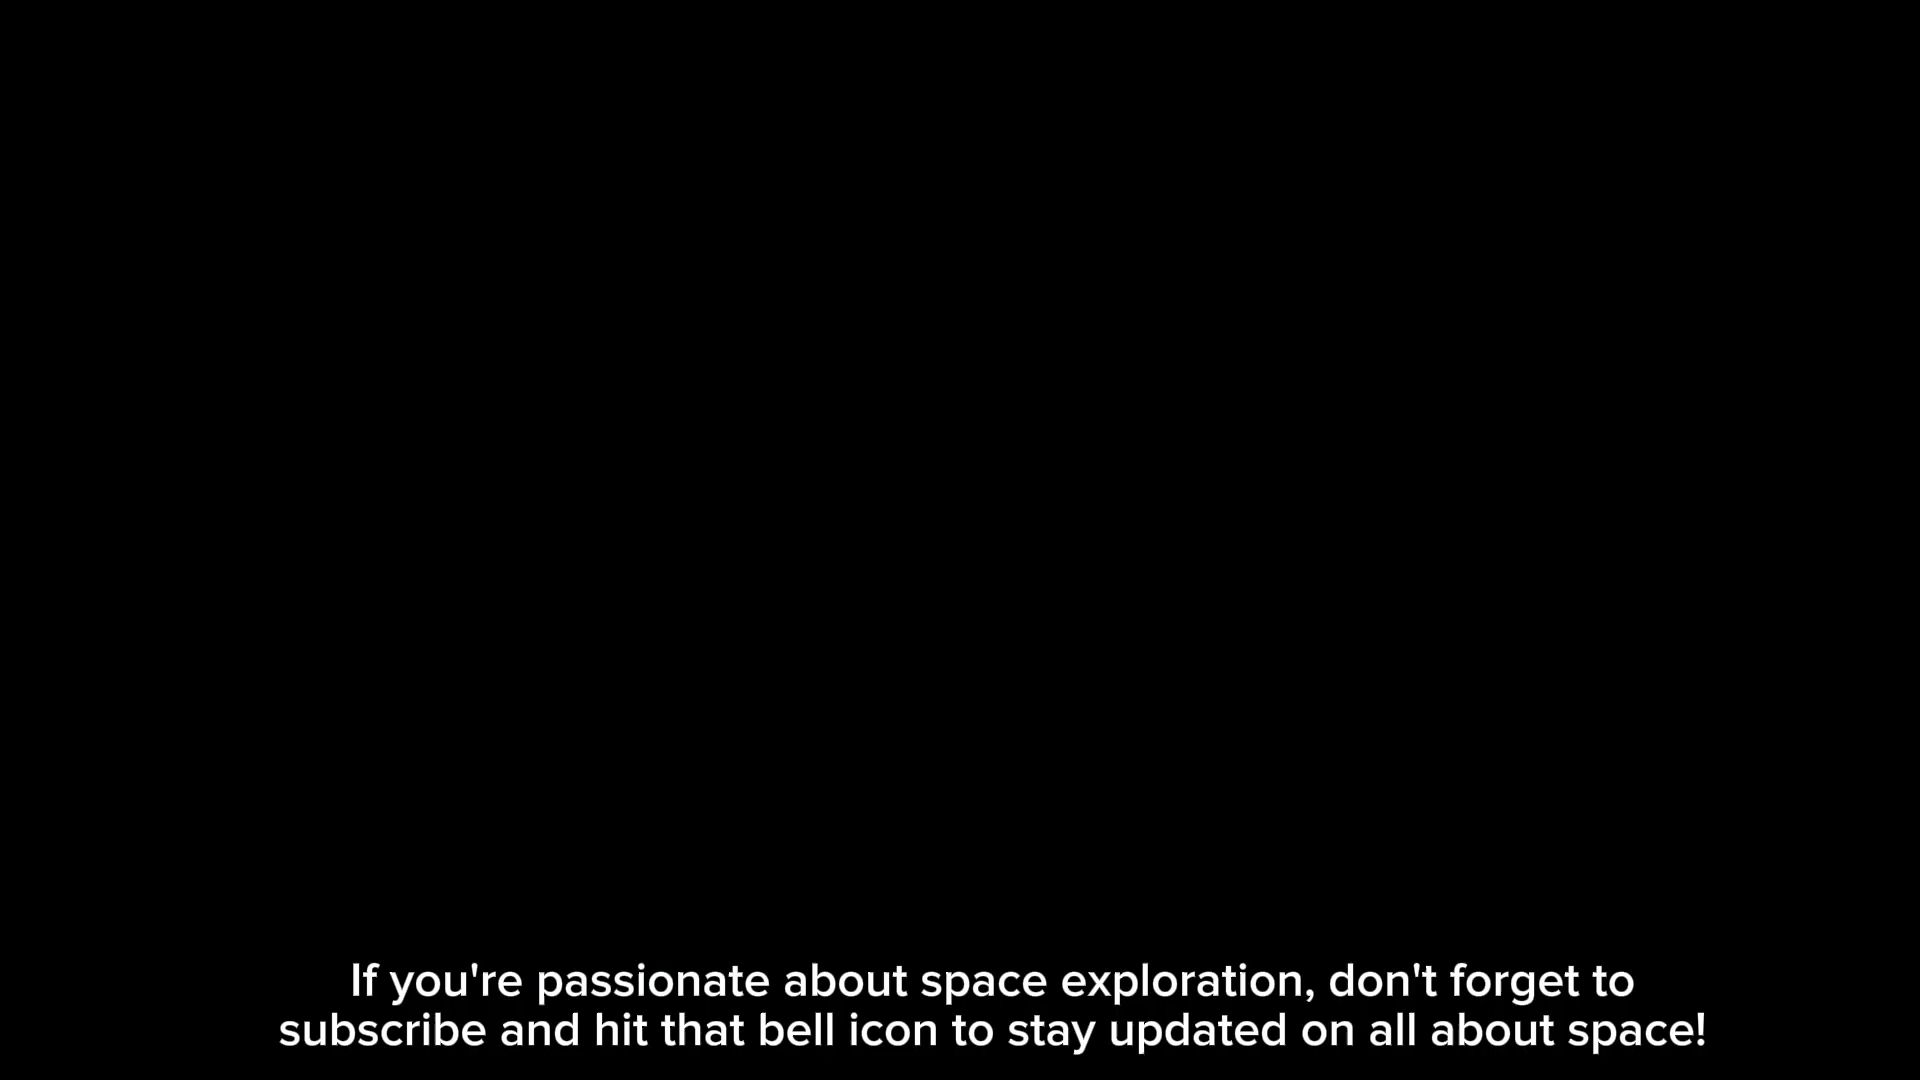 If you're passionate about space exploration, don't forget to
subscribe and hit that bell icon to stay updated on all about space!